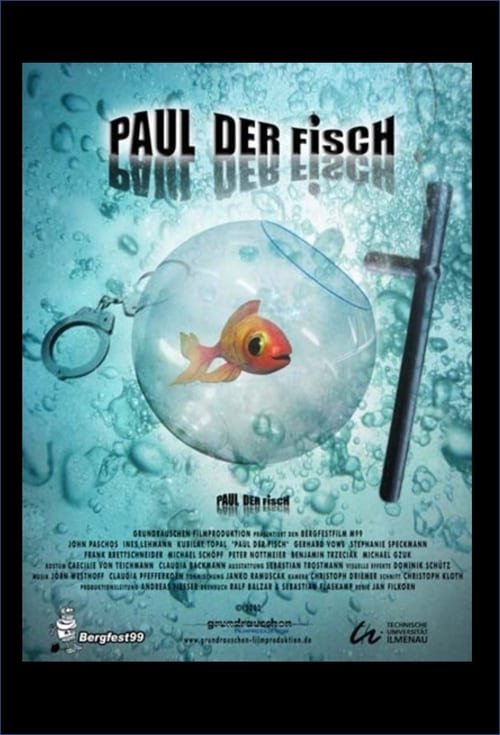 PAUL DER FiSCH
PAUL DER FiSCH
GRUNDRAUSCHEN FILMPRODUKTION PRÄSENTIERT DEN BERGFESTFILM M99
JOHN PASCHOS INES LEHMANN KUBILAY TOPAL "PAUL DER FISCH" GERHARD VOWE STEPHANIE SPECKMANN
FRANK BRETTSCHNEIDER MICHAEL SCHÖPF PETER NOTTMEIER BENJAMIN TRZECIAK MICHAEL GZUK
KOSTÜM CAECILIE VON TEICHMANN CLAUDIA BACKMANN AUSSTATTUNG SEBASTIAN TROSTMANN VISUELLE EFFEKTE DOMINIK SCHÜTZ
MUSIK JÖRN WESTHOFF CLAUDIA PFEFFERKORN TONMISCHUNG JANKO RAMUSCAK KAMERA CHRISTOPH DRIEMER SCHNITT CHRISTOPH KLOTH
PRODUKTIONSLEITUNG ANDREAS DREHBUCH RALF BALZAR & SEBASTIAN FLASKAMP REGIE JAN FILKORN
grundrauschen
FILMPRODUKTION
www.grundrauschen-filmproduktion.de
Bergfest99
th
TECHNISCHE
UNIVERSITÄT
ILMENAU